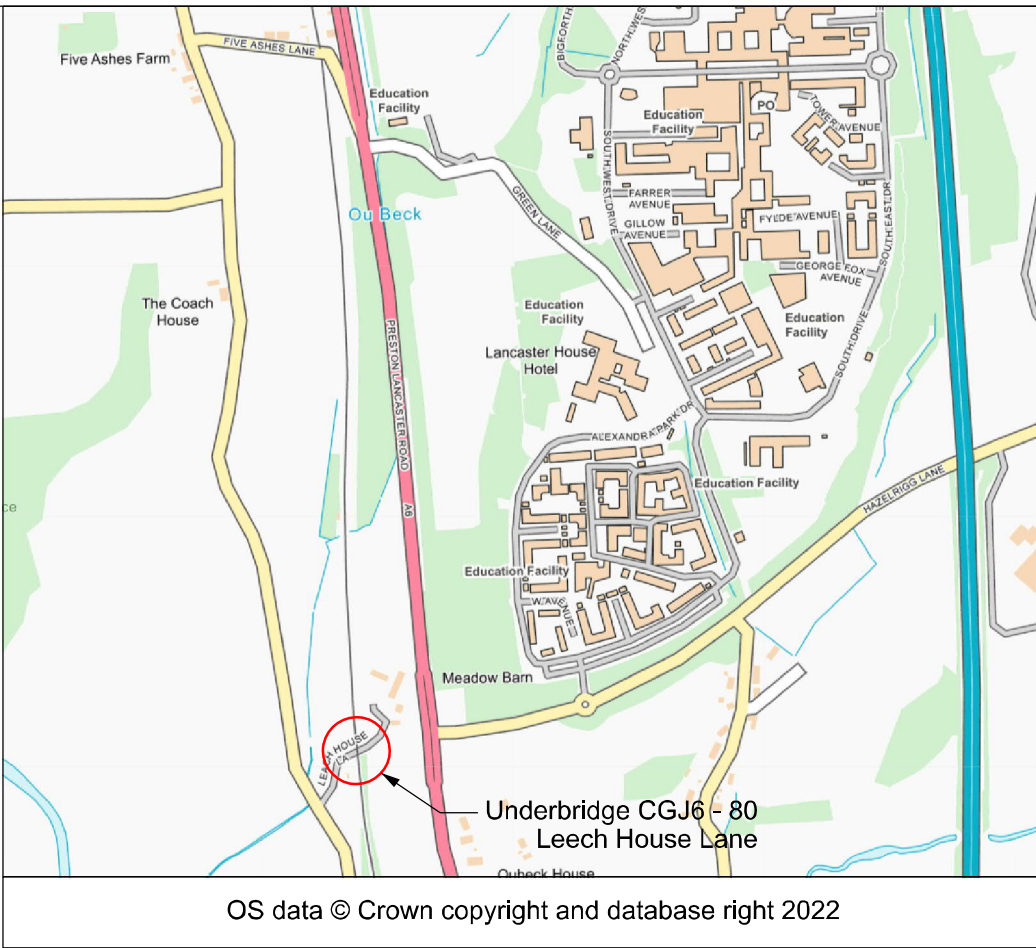 BIGFORTH
NORTH WES
Five Ashes Farm
FIVE ASHES LANE
Education
Facility
Education
Facility
PO
TOWER AVENUE
SOUTH WEST DRIVE
FARRER
AVENUE
GREEN LANE
Ou Beck
GILLOW
AVENUE
FYLDE AVENUE
SOUTH EAST DR
GEORGE FOX
AVENUE
The Coach
House
Education
Facility
Education
Facility
PRESTON LANCASTER ROAD
Lancaster House
Hotel
SOUTH DRIVE
ALEXANDRA PARK DR
Education Facility
HAZELRIGG LANE
ce
A6
Education Facility
W AVENUE
Meadow Barn
LEACH HOUSE
LA
Underbridge CGJ6 - 80
Leech House Lane
Oubeck House
OS data © Crown copyright and database right 2022